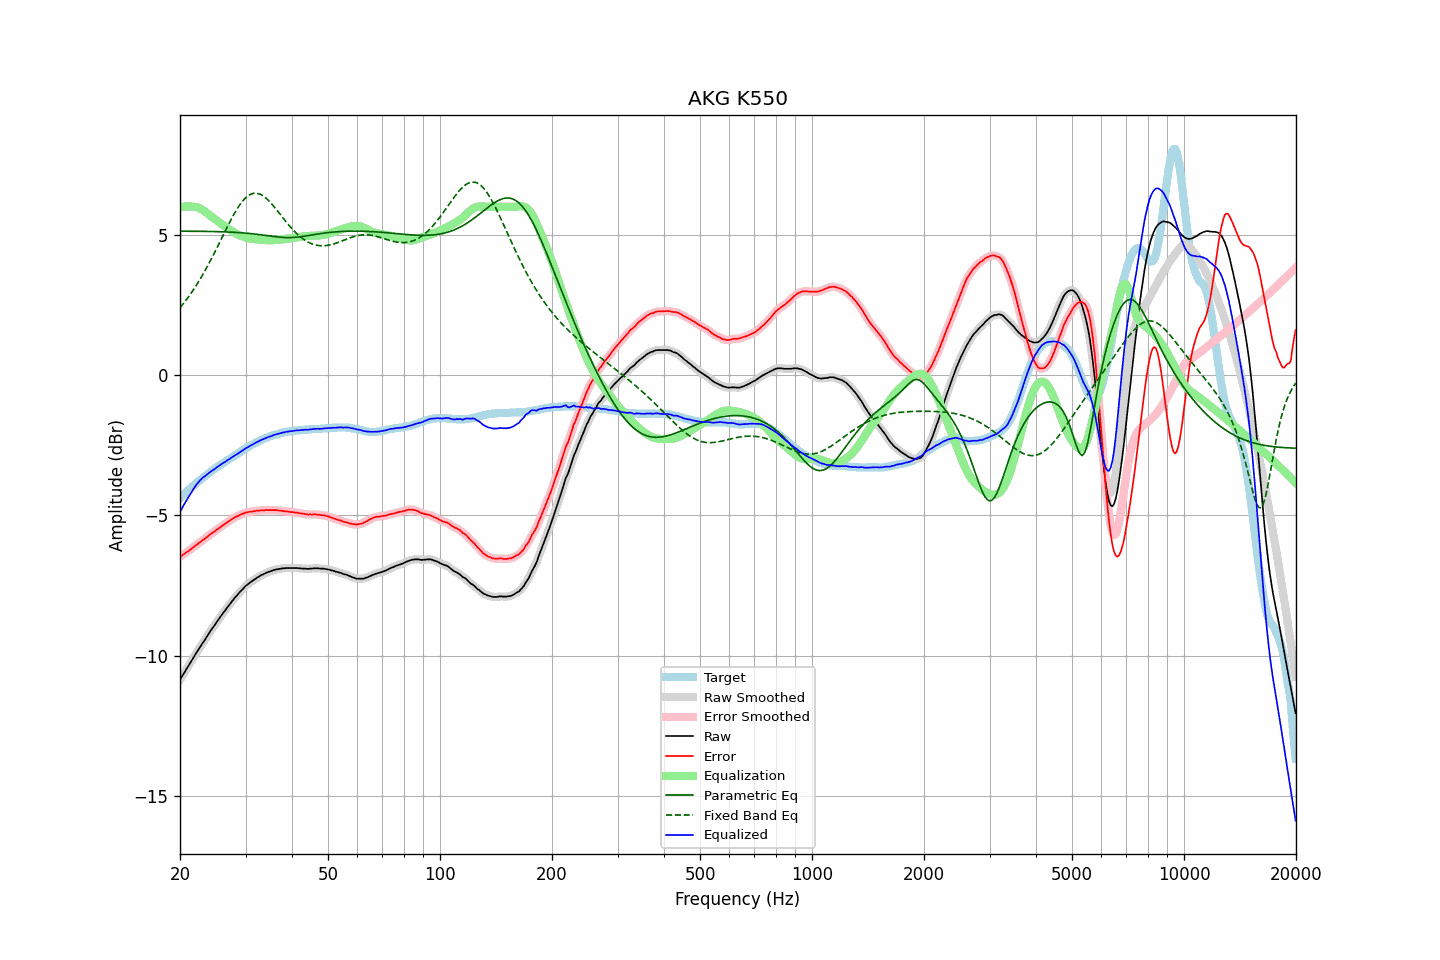 AKG K550
Amplitude (dBr)
5
0
−5
−10
−15
Target
Raw Smoothed
Error Smoothed
Raw
Error
Equalization
Parametric Eq
Fixed Band Eq
Equalized
20 50 100 200 500 1000 2000 5000 10000 20000
Frequency (Hz)